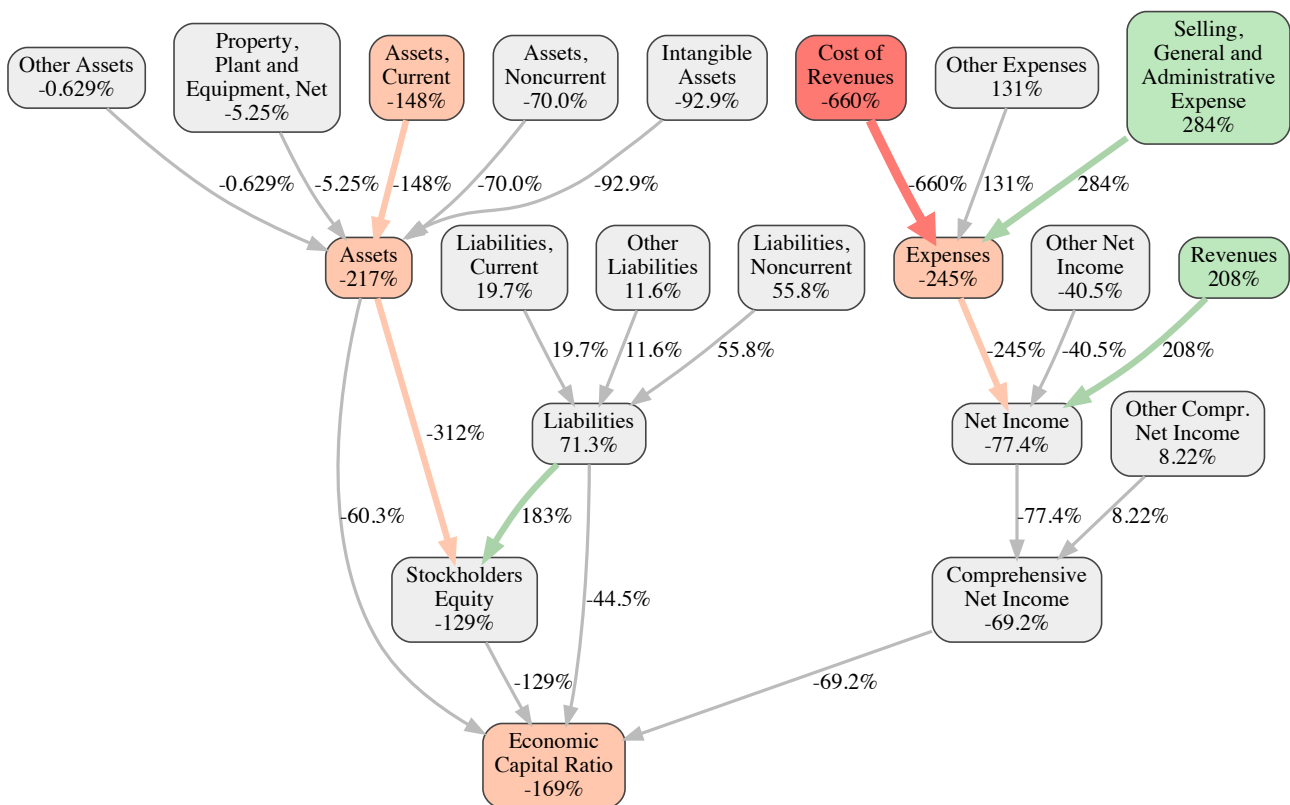 Other Assets
-0.629%
Property,
Plant and
Equipment, Net
-5.25%
Assets,
Current
-148%
Assets,
Noncurrent
-70.0%
Intangible
Assets
-92.9%
Cost of
Revenues
-660%
Other Expenses
131%
Selling,
General and
Administrative
Expense
284%
-0.629%
-5.25%
-148%
-70.0%
-92.9%
-660%
131%
284%
Assets
-217%
Liabilities,
Current
19.7%
Other
Liabilities
11.6%
Liabilities,
Noncurrent
55.8%
Expenses
-245%
Other Net
Income
-40.5%
Revenues
208%
19.7%
11.6%
55.8%
-245%
-40.5%
208%
-312%
Liabilities
71.3%
Net Income
-77.4%
Other Compr.
Net Income
8.22%
-60.3%
183%
-77.4%
8.22%
Stockholders
Equity
-129%
-44.5%
Comprehensive
Net Income
-69.2%
-129%
-69.2%
Economic
Capital Ratio
-169%